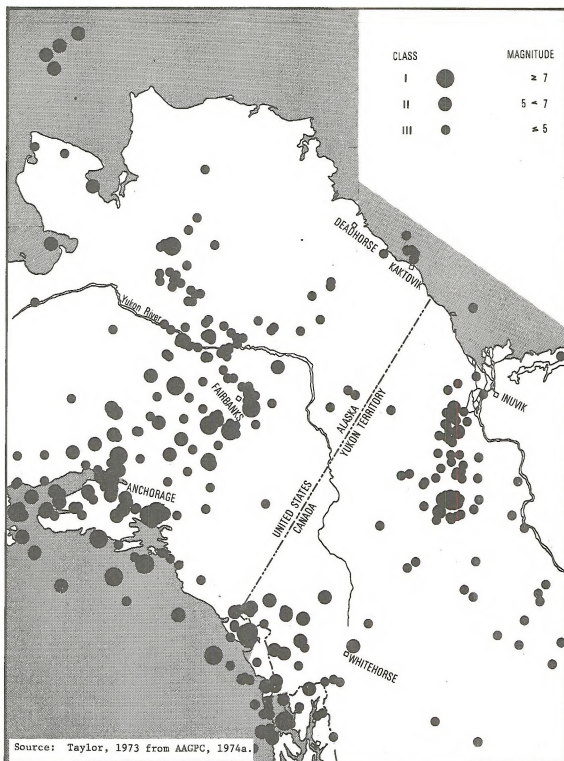 CLASS MAGNITUDE
I ≥ 7
II 5 - 7
III ≤ 5
DEADHORSE
KAKTOVIK
Yukon River
INUVIK
FAIRBANKS
ALASKA
YUKON TERRITORY
ANCHORAGE
UNITED STATES
CANADA
WHITEHORSE
Source: Taylor, 1973 from AAGPC, 1974a.